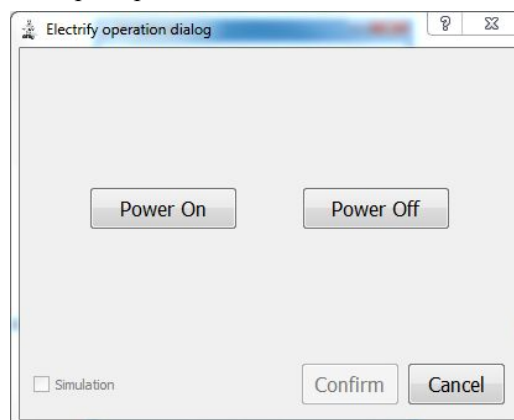 Electrify operation dialog
Power On
Power Off
Simulation
Confirm
Cancel